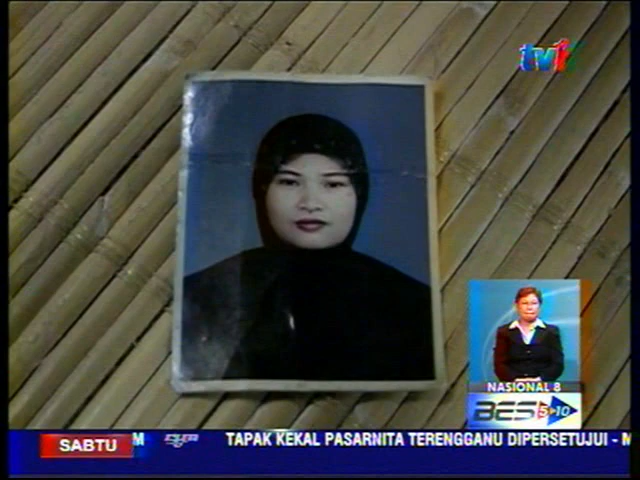 tv1
NASIONAL 8
BES 5 10
SABTU
M TAPAK KEKAL PASARNITA TERENGGANU DIPERSETUJUI - M